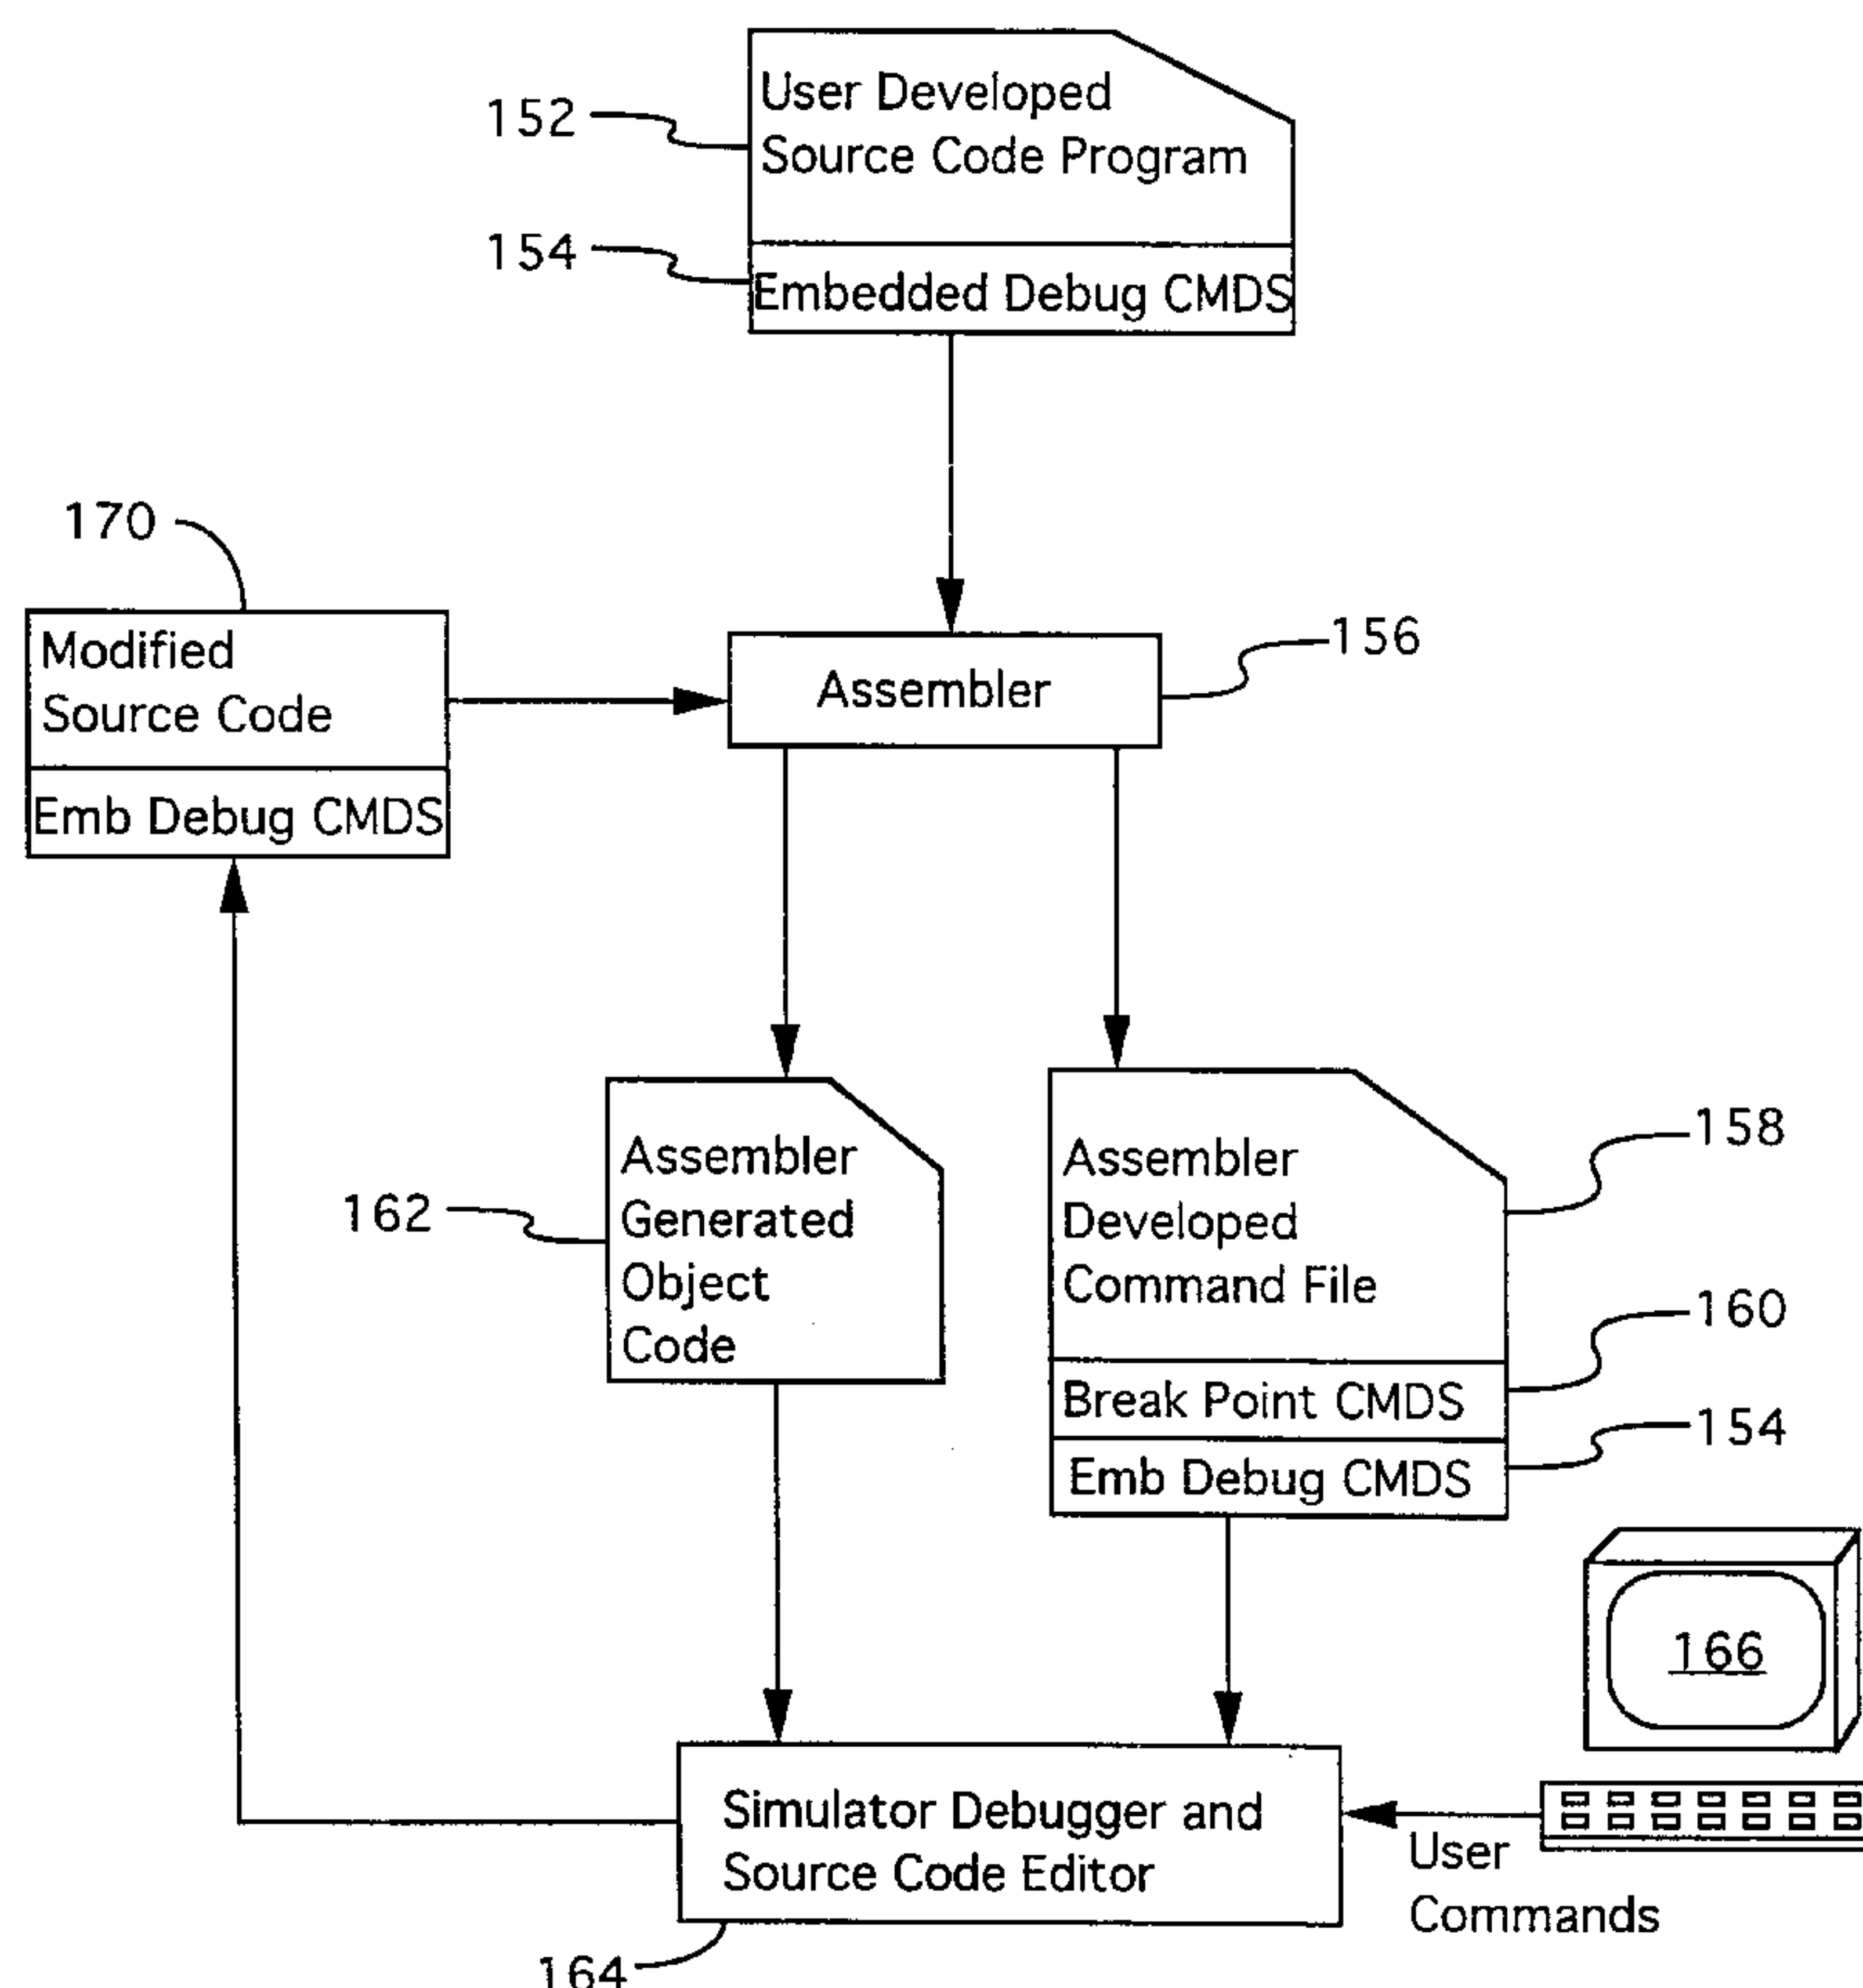 152
User Developed
Source Code Program
154
Embedded Debug CMDS
170
Modified
Source Code
Emb Debug CMDS
Assembler
156
162
Assembler
Generated
Object
Code
Assembler
Developed
Command File
158
160
Break Point CMDS
154
Emb Debug CMDS
166
Simulator Debugger and
Source Code Editor
User
Commands
164